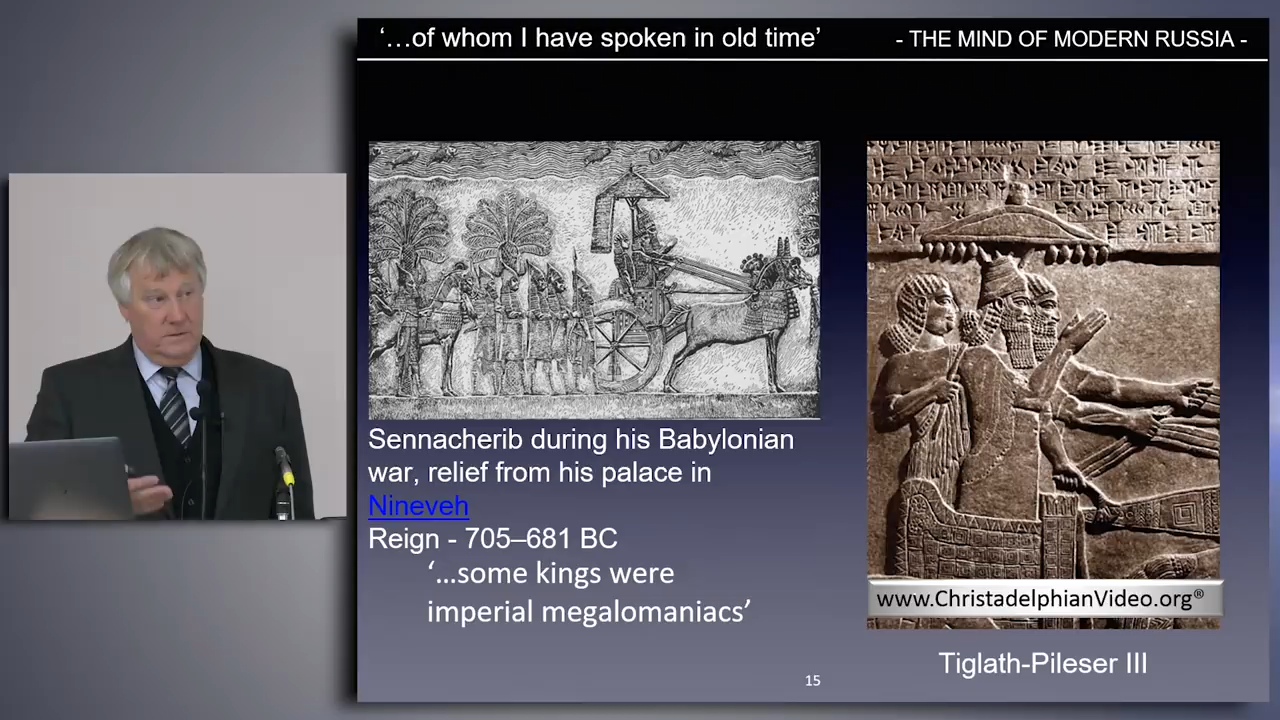 ‘…of whom I have spoken in old time’
- THE MIND OF MODERN RUSSIA -
Sennacherib during his Babylonian
war, relief from his palace in
Nineveh
Reign - 705–681 BC
‘…some kings were
imperial megalomaniacs’
www.ChristadelphianVideo.org®
Tiglath-Pileser III
15